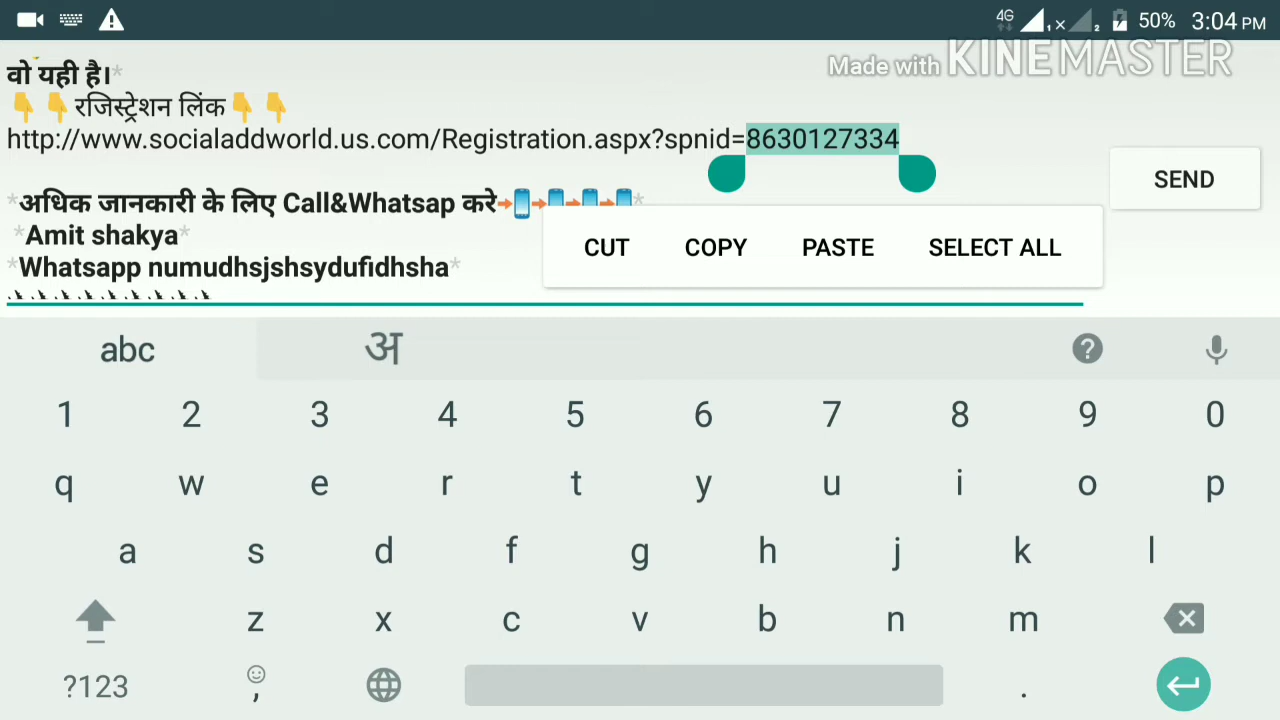 4G 1 2 50% 3:04 PM
Made with KINEMASTER
वो यही है।*
👇👇रजिस्ट्रेशन लिंक👇👇
http://www.socialaddworld.us.com/Registration.aspx?spnid=8630127334
SEND
*अधिक जानकारी के लिए Call&Whatsap करे➡📱➡📱➡📱➡📱*
*Amit shakya*
*Whatsapp numudhsjshsydufidhsha*
CUT COPY PASTE SELECT ALL
abc अ ?
1 2 3 4 5 6 7 8 9 0
q w e r t y u i o p
a s d f g h j k l
z x c v b n m
?123 , .